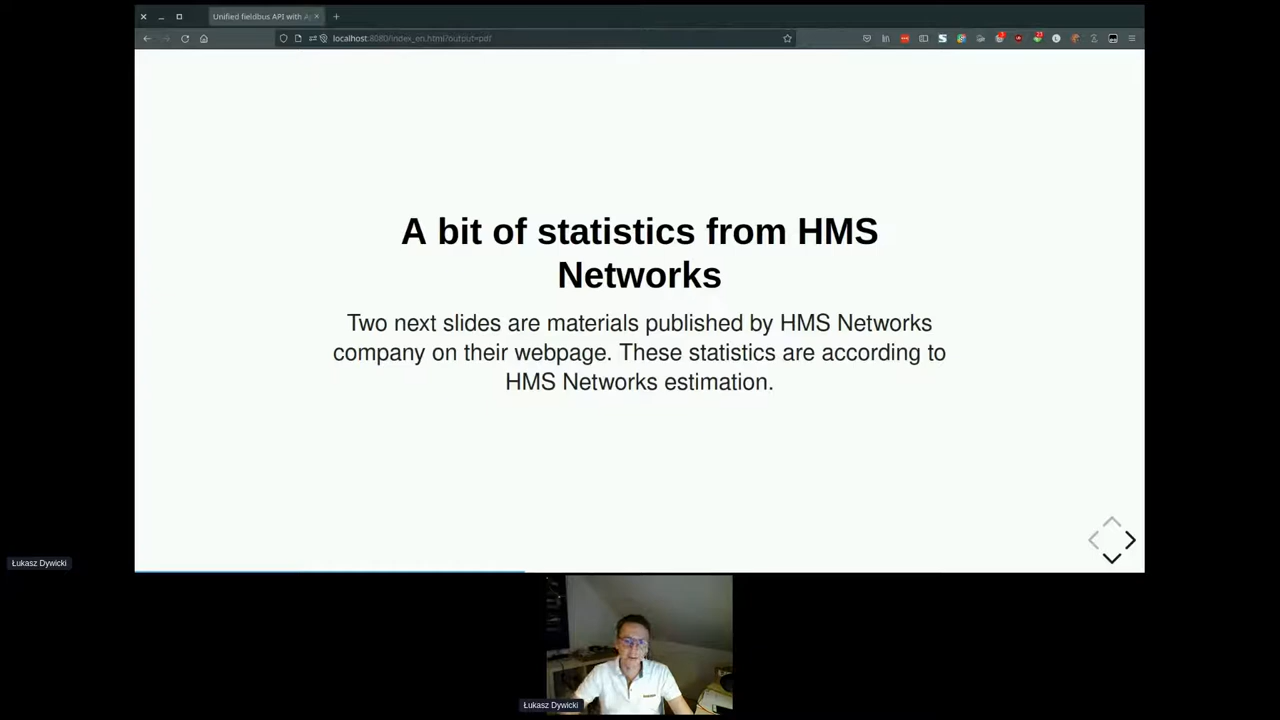 Unified fieldbus API with Ap
localhost:8080/index_en.html?output=pdf
23
A bit of statistics from HMS
Networks
Two next slides are materials published by HMS Networks
company on their webpage. These statistics are according to
HMS Networks estimation.
Łukasz Dywicki
Łukasz Dywicki